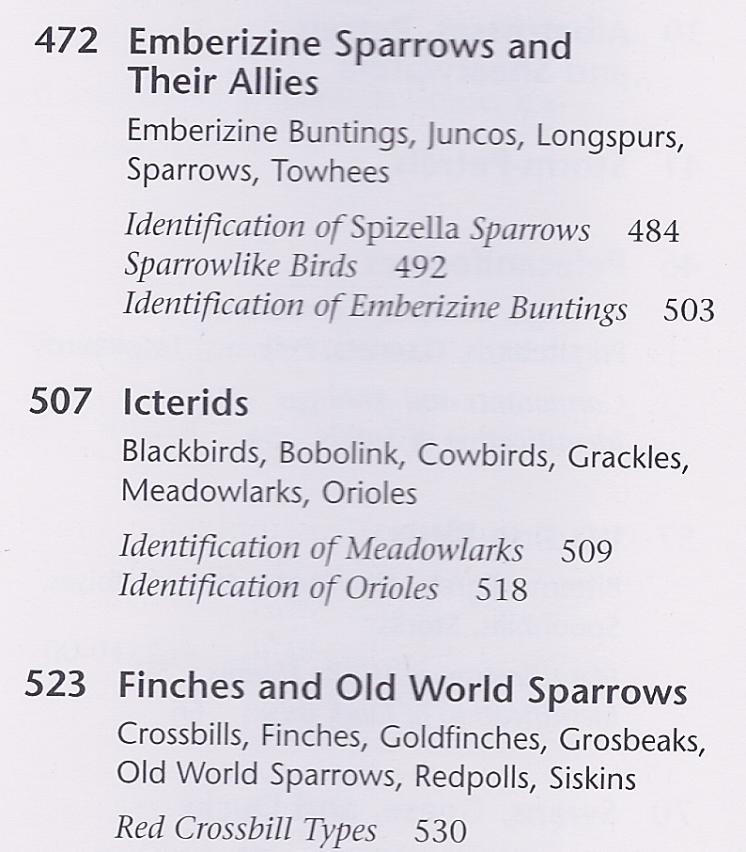 472 Emberizine Sparrows and
Their Allies
Emberizine Buntings, Juncos, Longspurs,
Sparrows, Towhees
Identification of Spizella Sparrows 484
Sparrowlike Birds 492
Identification of Emberizine Buntings 503
507 Icterids
Blackbirds, Bobolink, Cowbirds, Grackles,
Meadowlarks, Orioles
Identification of Meadowlarks 509
Identification of Orioles 518
523 Finches and Old World Sparrows
Crossbills, Finches, Goldfinches, Grosbeaks,
Old World Sparrows, Redpolls, Siskins
Red Crossbill Types 530